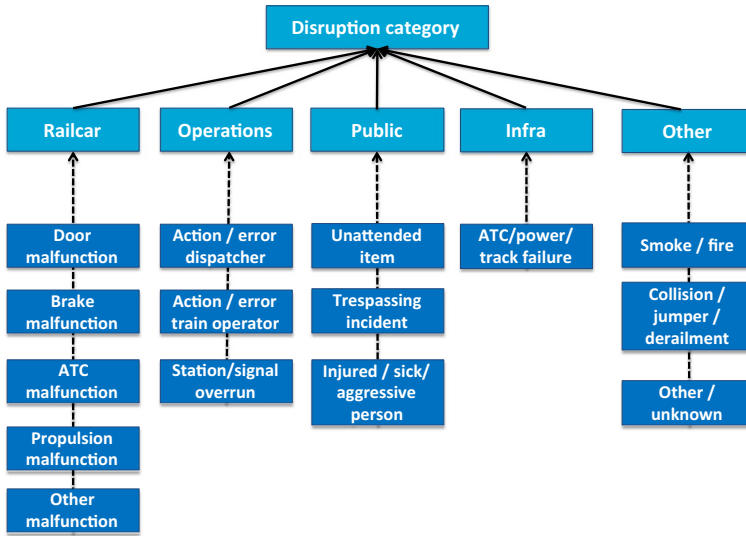 Disruption category
Railcar
Operations
Public
Infra
Other
Door
malfunction
Brake
malfunction
ATC
malfunction
Propulsion
malfunction
Other
malfunction
Action / error
dispatcher
Action / error
train operator
Station/signal
overrun
Unattended
item
Trespassing
incident
Injured / sick/
aggressive
person
ATC/power/
track failure
Smoke / fire
Collision /
jumper /
derailment
Other /
unknown